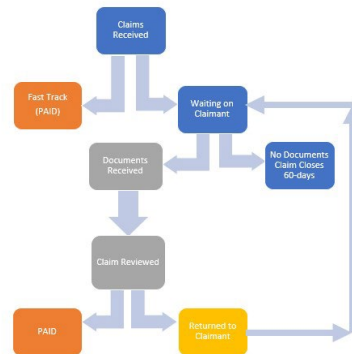 Claims
Received
Fast Track
(PAID)
Waiting on
Claimant
Documents
Received
No Documents
Claim Closes
60-days
Claim Reviewed
PAID
Returned to
Claimant